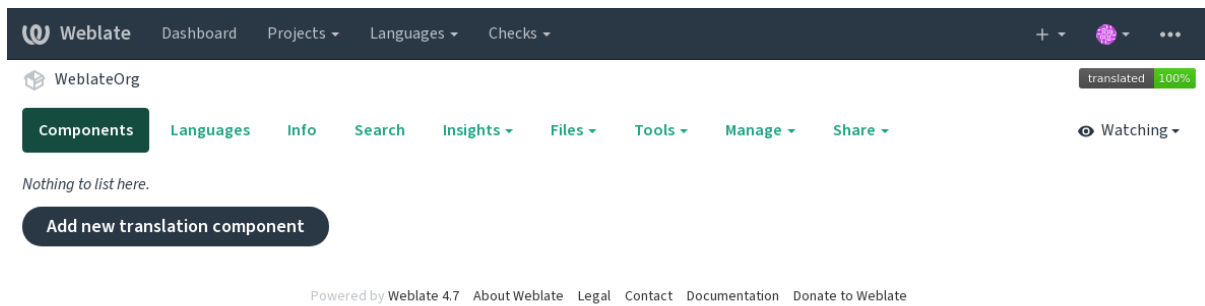 Weblate Dashboard Projects Languages Checks
WeblateOrg translated 100%
Components Languages Info Search Insights Files Tools Manage Share Watching
Nothing to list here.
Add new translation component
Powered by Weblate 4.7 About Weblate Legal Contact Documentation Donate to Weblate